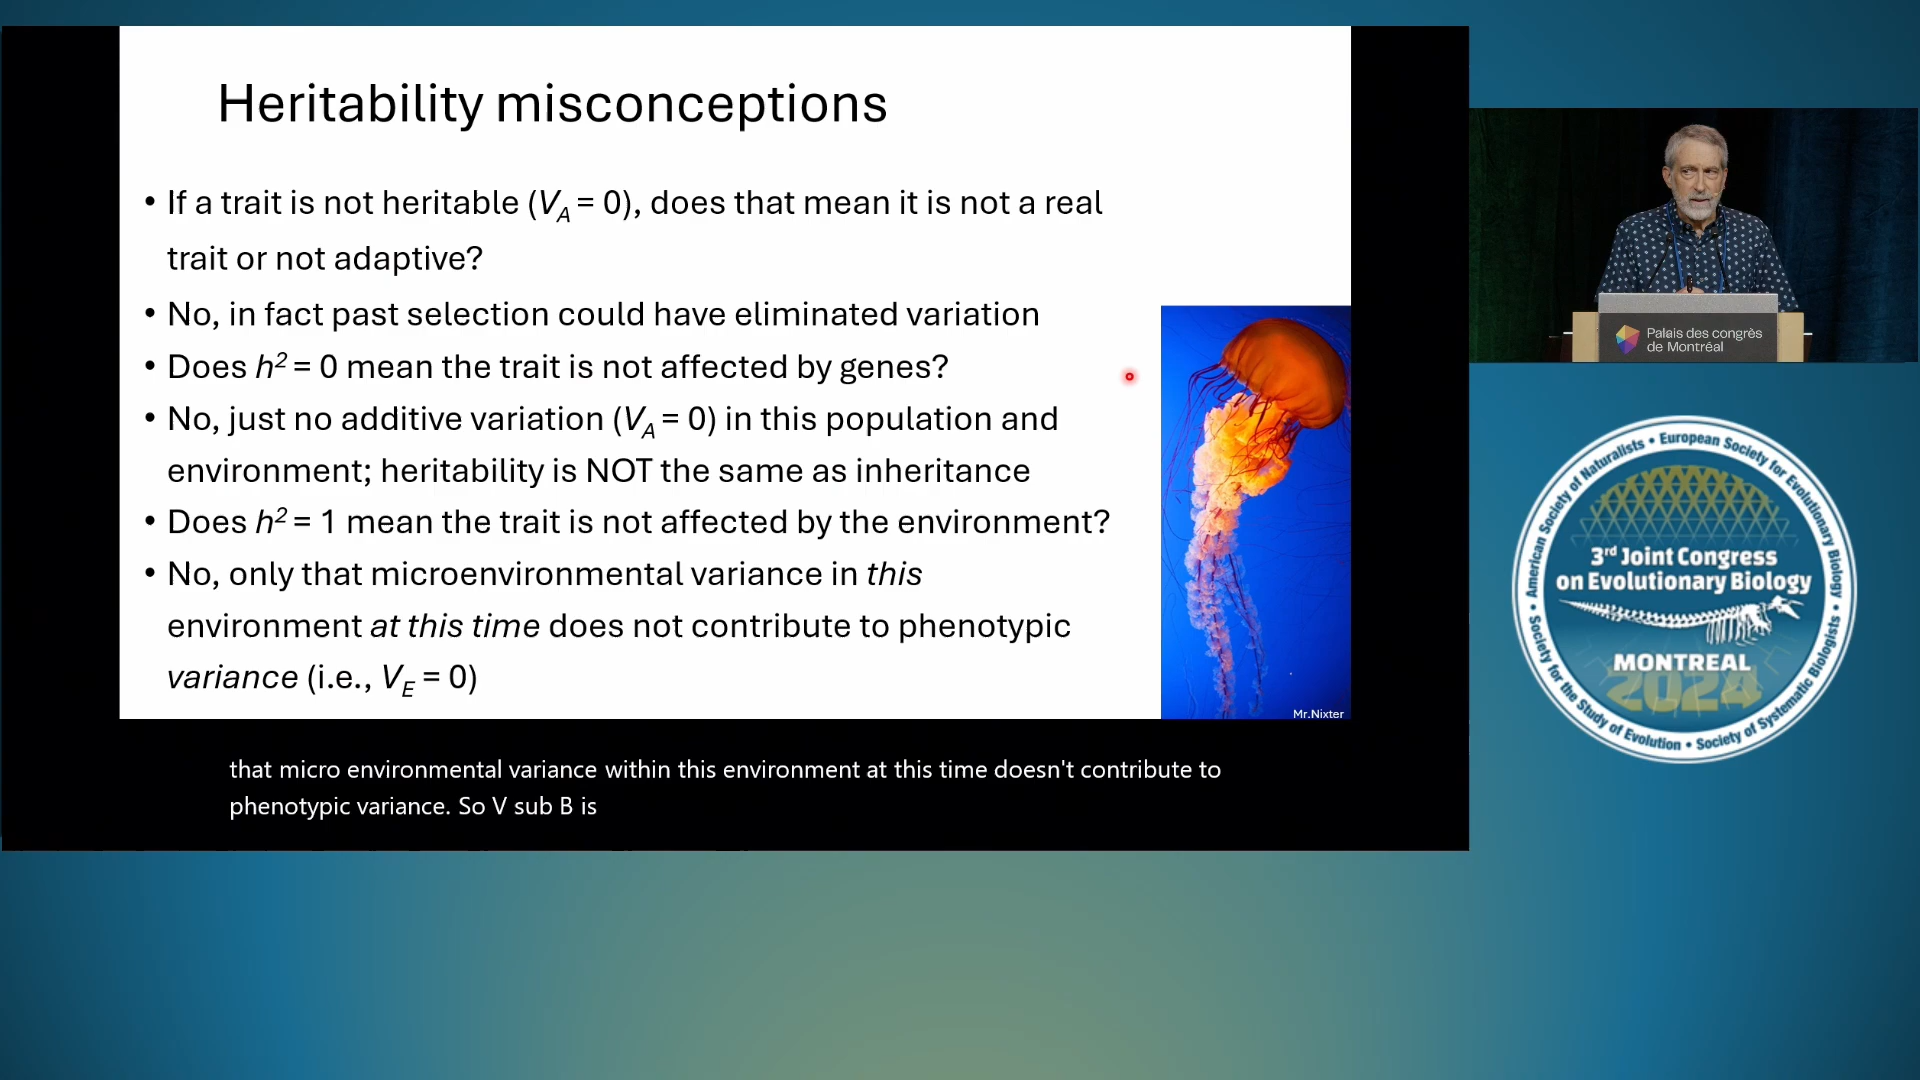 Heritability misconceptions
• If a trait is not heritable (V_A = 0), does that mean it is not a real
trait or not adaptive?
• No, in fact past selection could have eliminated variation
• Does h² = 0 mean the trait is not affected by genes?
• No, just no additive variation (V_A = 0) in this population and
environment; heritability is NOT the same as inheritance
• Does h² = 1 mean the trait is not affected by the environment?
• No, only that microenvironmental variance in this
environment at this time does not contribute to phenotypic
variance (i.e., V_E = 0)
Mr.Nixter
that micro environmental variance within this environment at this time doesn't contribute to
phenotypic variance. So V sub B is
Palais des congrès
de Montréal
American Society of Naturalists • European Society for Evolutionary Biology •
Society for the Study of Evolution • Society of Systematic Biologists •
3rd Joint Congress
on Evolutionary Biology
MONTREAL
2024